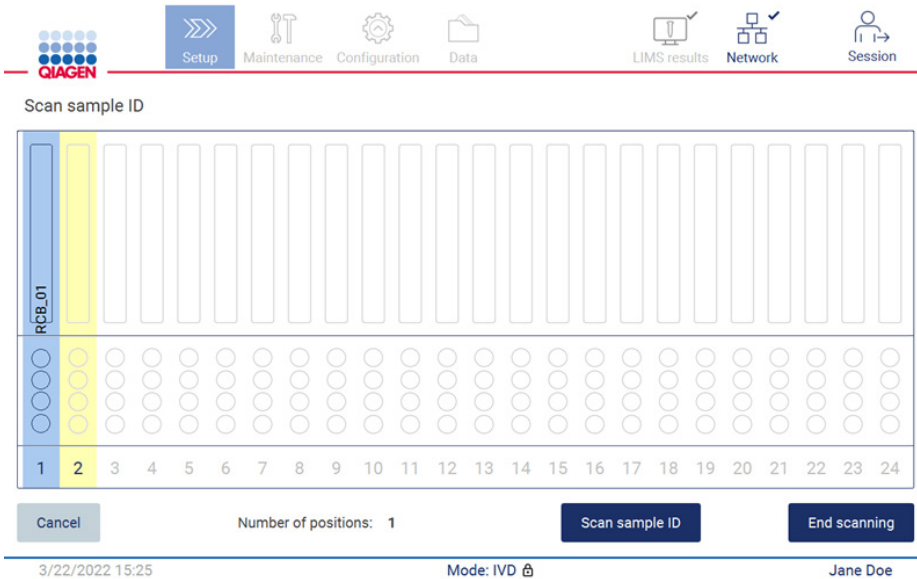 QIAGEN
Setup
Maintenance
Configuration
Data
LIMS results
Network
Session
Scan sample ID
RCB_01
1 2 3 4 5 6 7 8 9 10 11 12 13 14 15 16 17 18 19 20 21 22 23 24
Cancel
Number of positions: 1
Scan sample ID
End scanning
3/22/2022 15:25
Mode: IVD
Jane Doe